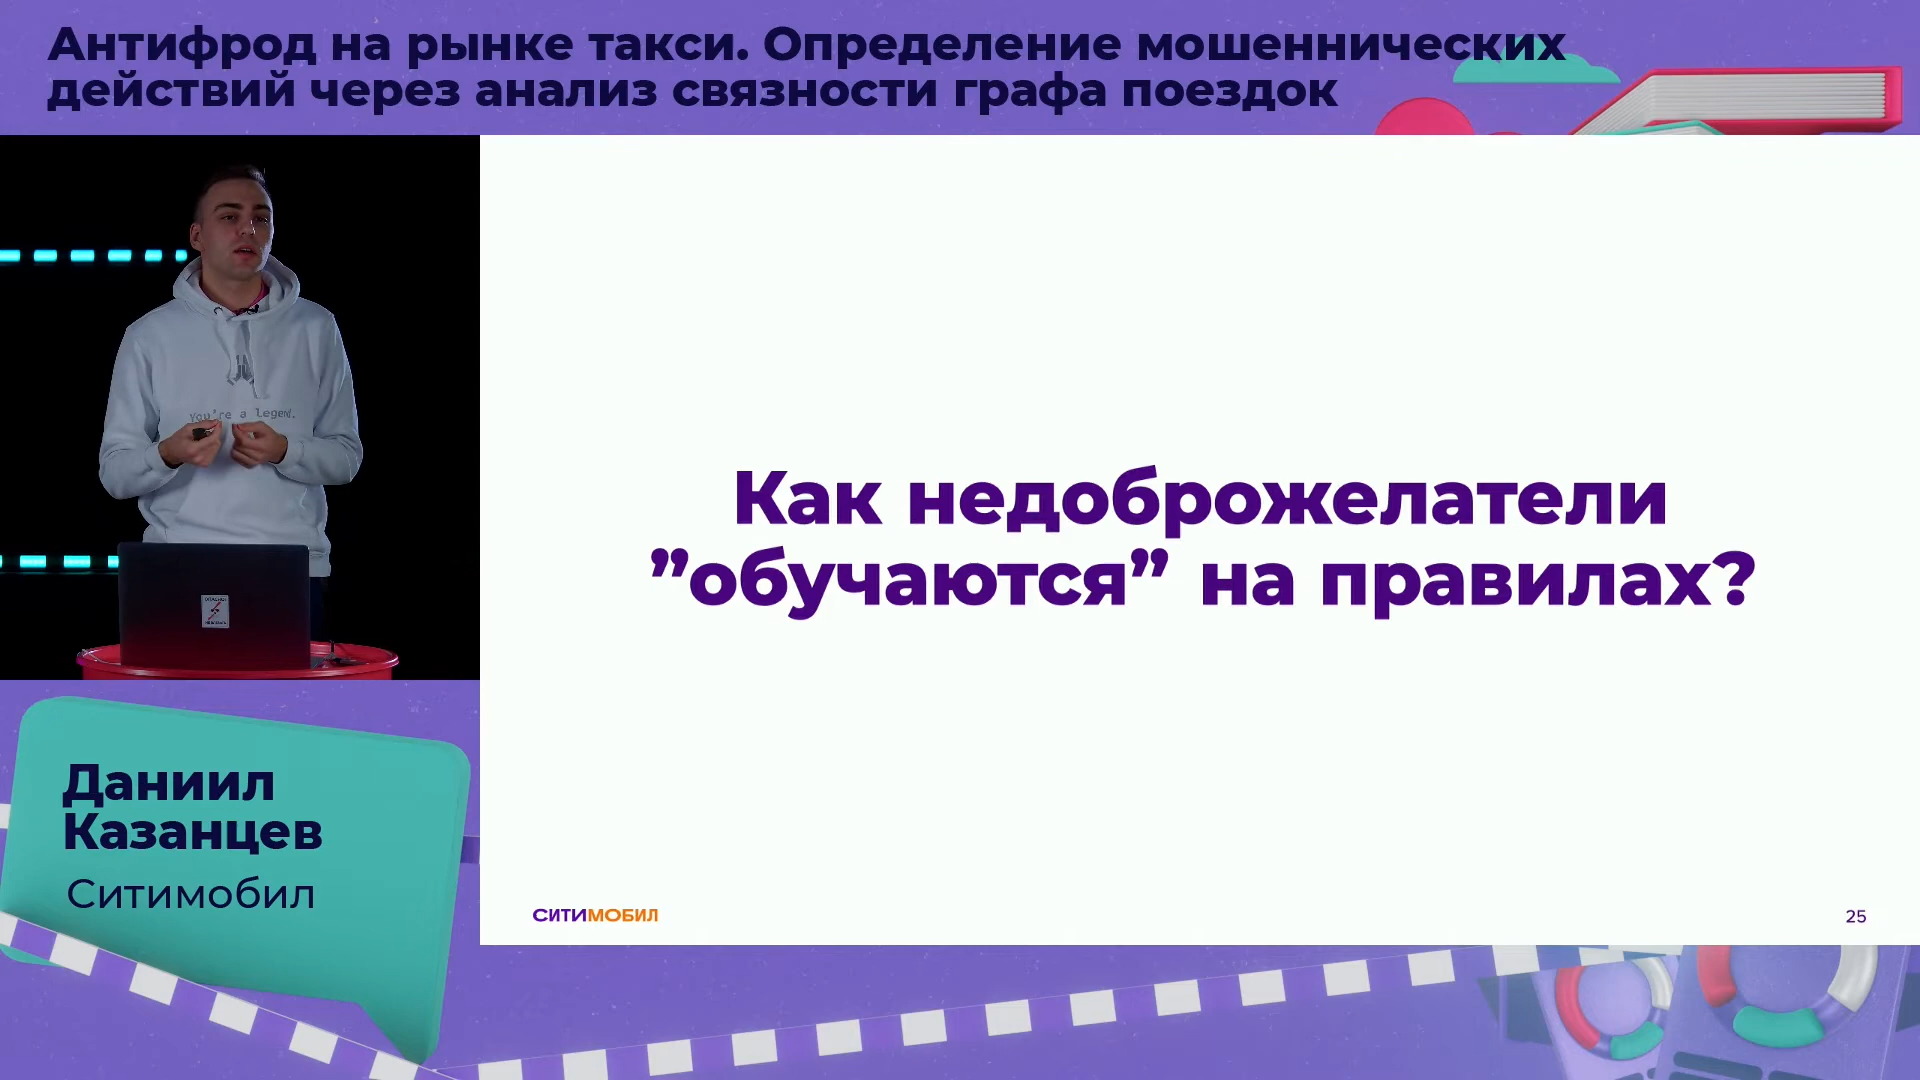 Антифрод на рынке такси. Определение мошеннических
действий через анализ связности графа поездок
You're a legend.
Как недоброжелатели
”обучаются” на правилах?
Даниил
Казанцев
Ситимобил
СИТИМОБИЛ
25